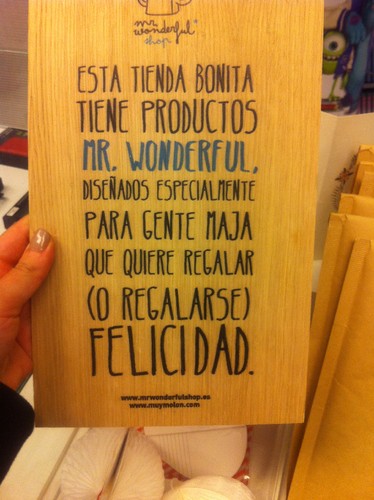 mr
wonderful®
shop
ESTA TIENDA BONITA
TIENE PRODUCTOS
MR. WONDERFUL,
DISEÑADOS ESPECIALMENTE
PARA GENTE MAJA
QUE QUIERE REGALAR
(O REGALARSE)
FELICIDAD.
www.mrwonderfulshop.es
www.muymolon.com